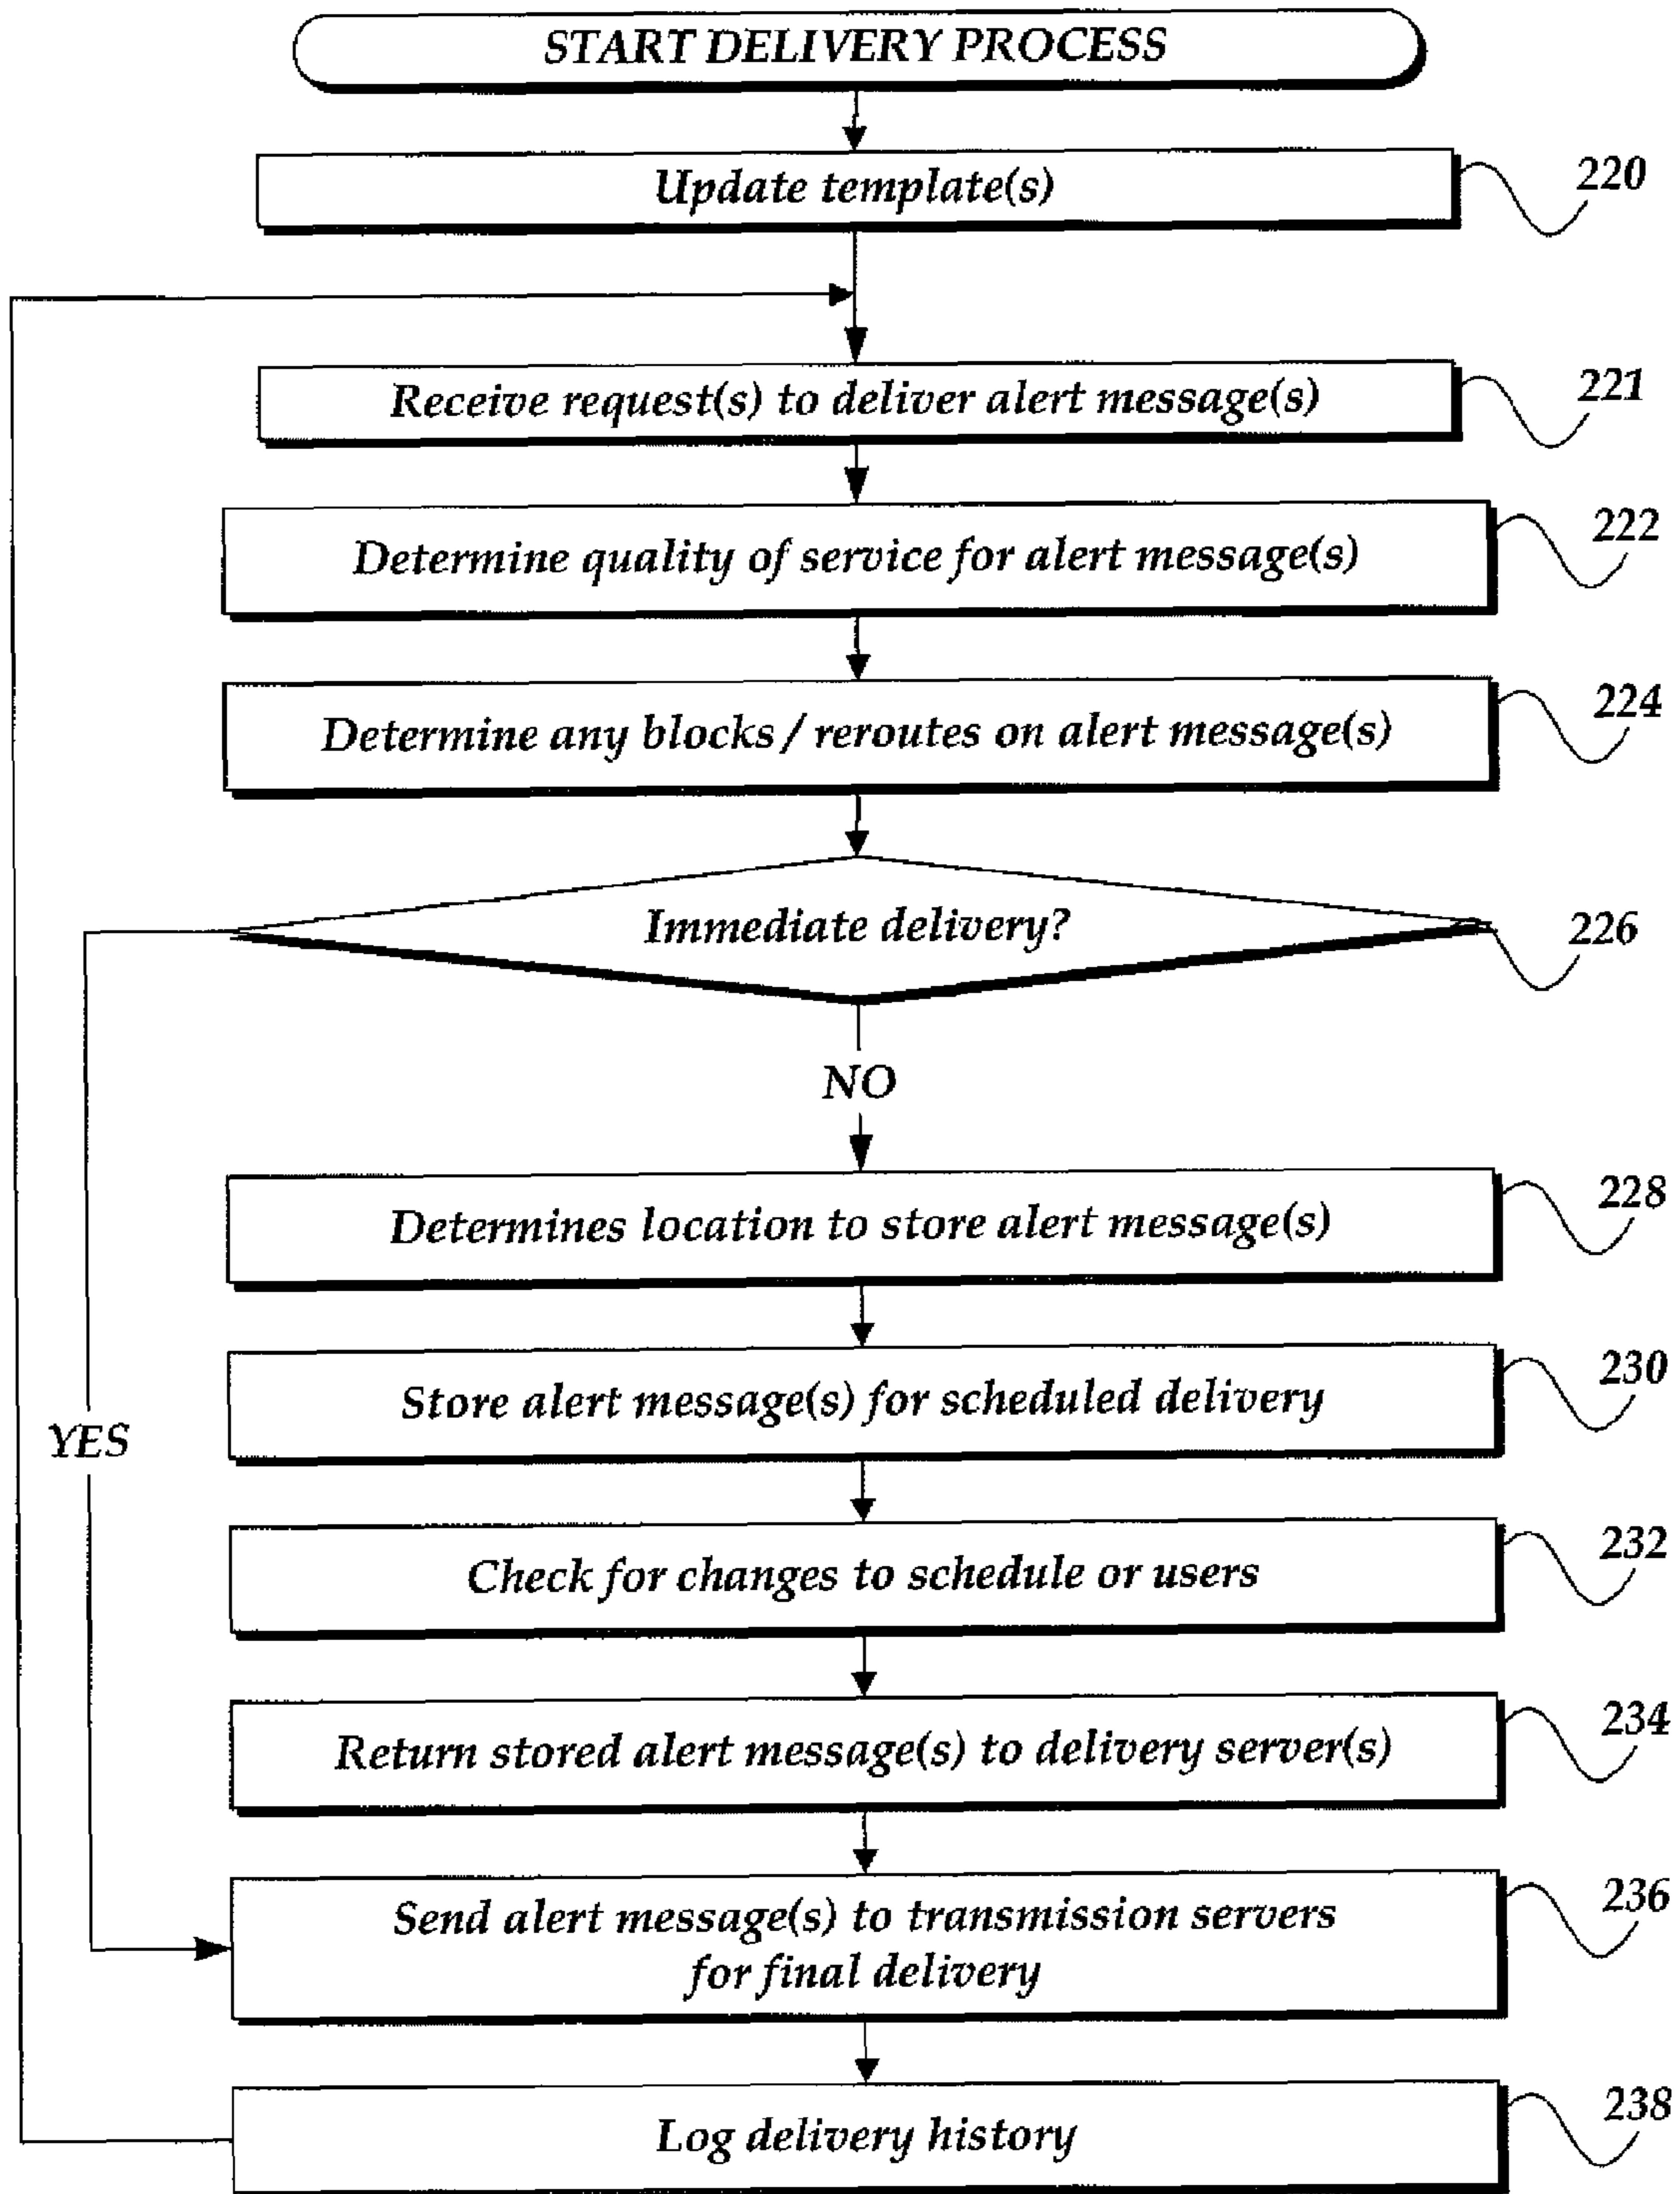 START DELIVERY PROCESS
Update template(s)
220
Receive request(s) to deliver alert message(s)
221
Determine quality of service for alert message(s)
222
Determine any blocks / reroutes on alert message(s)
224
Immediate delivery?
226
NO
Determines location to store alert message(s)
228
Store alert message(s) for scheduled delivery
230
YES
Check for changes to schedule or users
232
Return stored alert message(s) to delivery server(s)
234
Send alert message(s) to transmission servers
for final delivery
236
Log delivery history
238